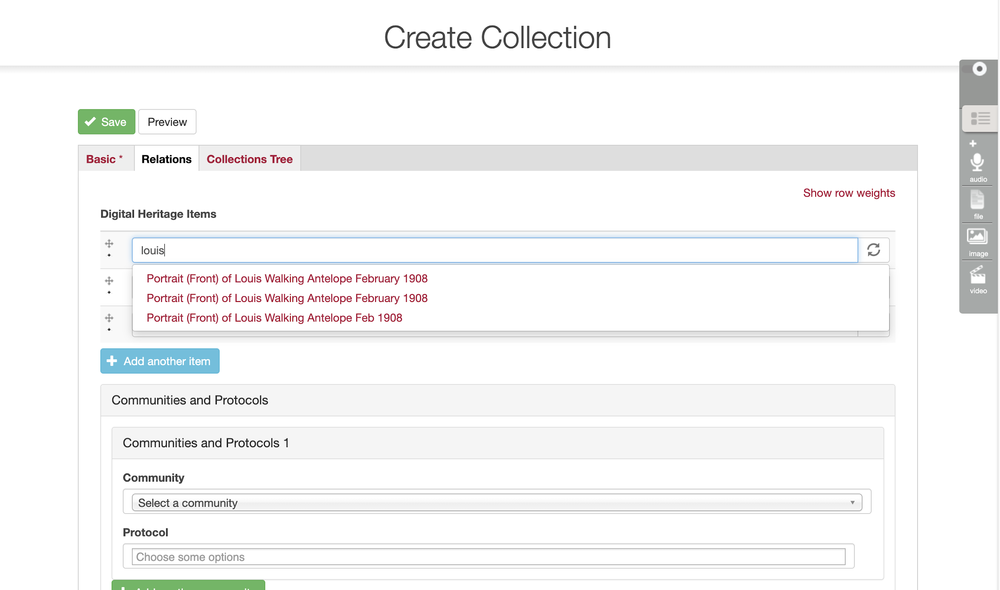 Create Collection
Save
Preview
Basic *
Relations
Collections Tree
Show row weights
Digital Heritage Items
louis
Portrait (Front) of Louis Walking Antelope February 1908
Portrait (Front) of Louis Walking Antelope February 1908
Portrait (Front) of Louis Walking Antelope Feb 1908
Add another item
Communities and Protocols
Communities and Protocols 1
Community
Select a community
Protocol
Choose some options
audio
file
image
video